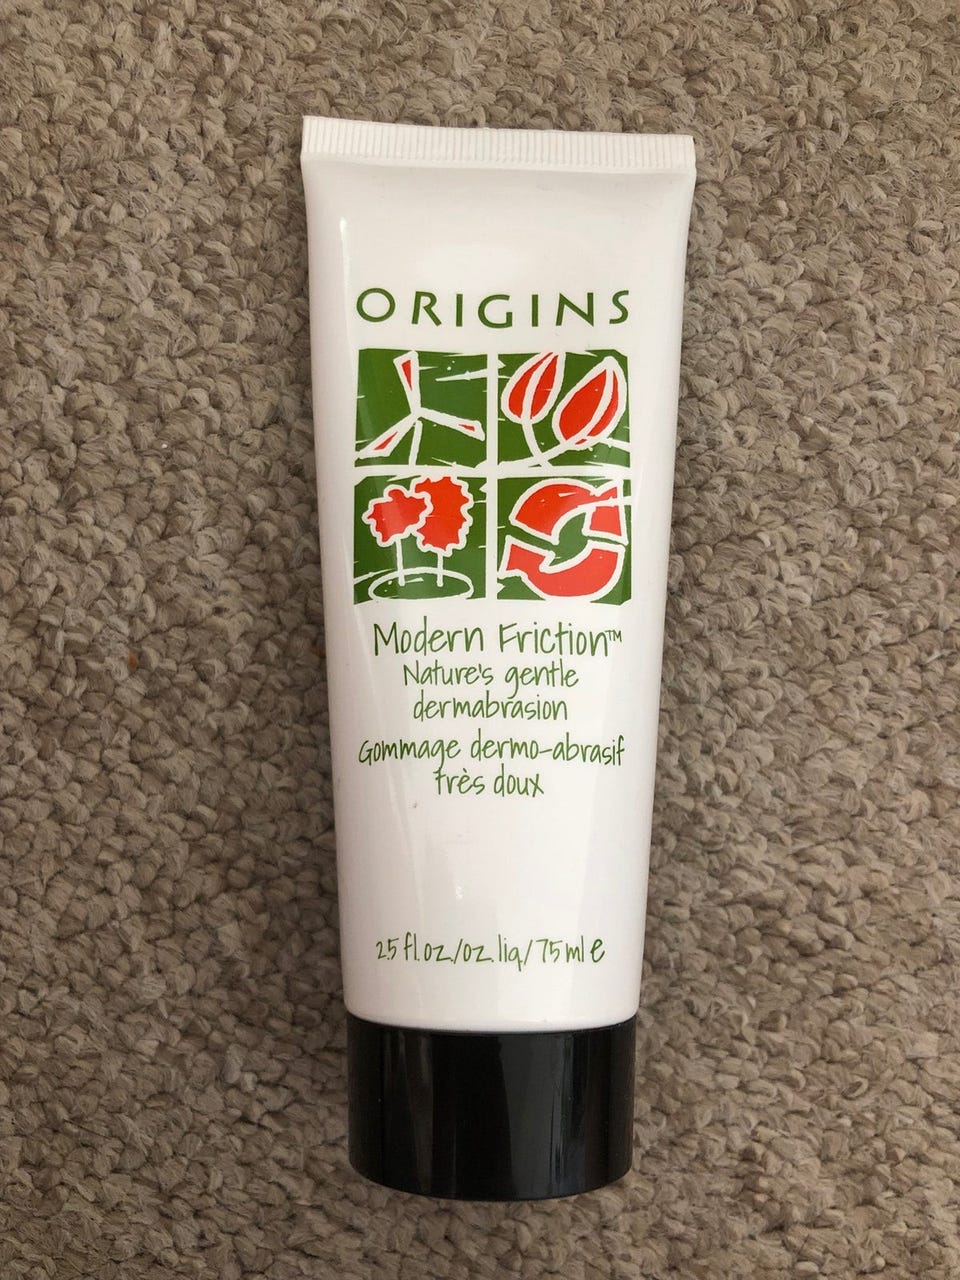 ORIGINS
Modern Friction™
Nature's gentle
dermabrasion
Gommage dermo-abrasif
très doux
2.5 fl.oz./oz.liq./75 ml e